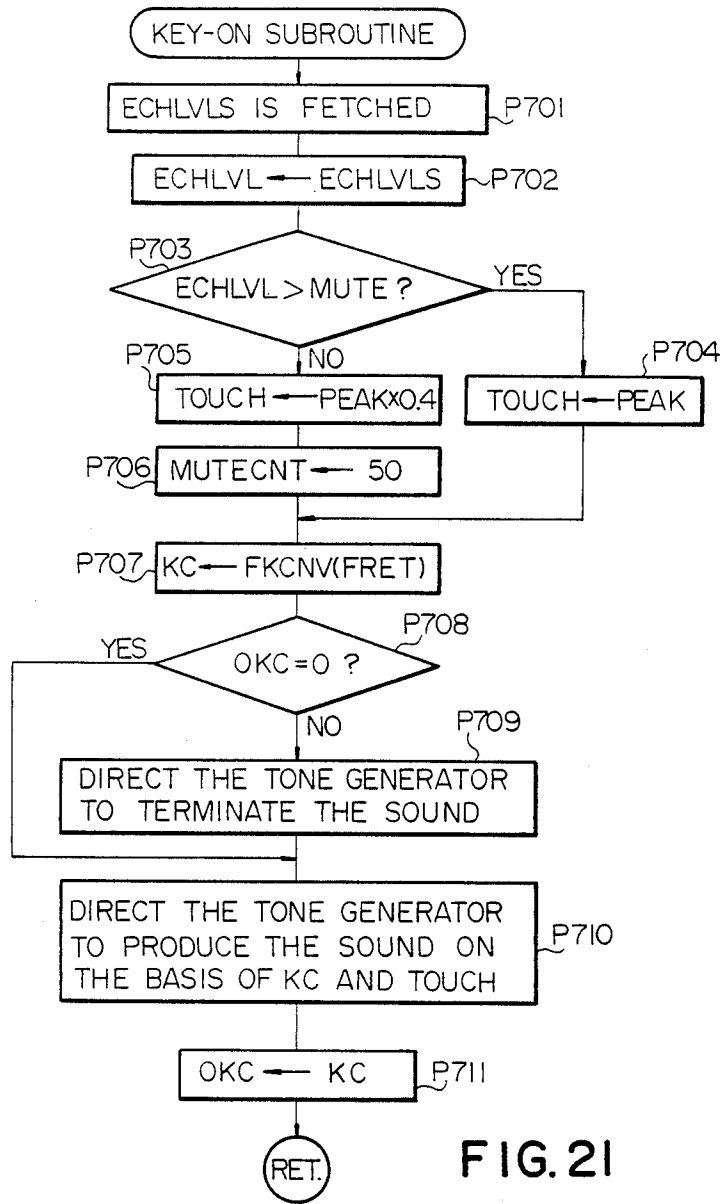 KEY-ON SUBROUTINE
ECHLVLS IS FETCHED
P701
ECHLVL ← ECHLVLS
P702
P703
ECHLVL > MUTE ?
YES
NO
P705
TOUCH ← PEAK×0.4
P704
TOUCH ← PEAK
P706
MUTECNT ← 50
P707
KC ← FKCNV(FRET)
P708
YES
OKC=0 ?
NO
P709
DIRECT THE TONE GENERATOR
TO TERMINATE THE SOUND
DIRECT THE TONE GENERATOR
TO PRODUCE THE SOUND ON
THE BASIS OF KC AND TOUCH
P710
OKC ← KC
P711
RET.
FIG. 21